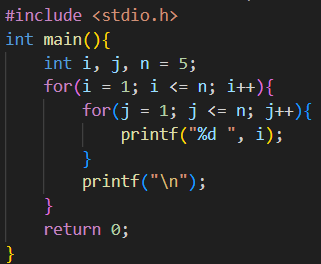 #include <stdio.h>
int main(){
    int i, j, n = 5;
    for(i = 1; i <= n; i++){
        for(j = 1; j <= n; j++){
            printf("%d ", i);
        }
        printf("\n");
    }
    return 0;
}